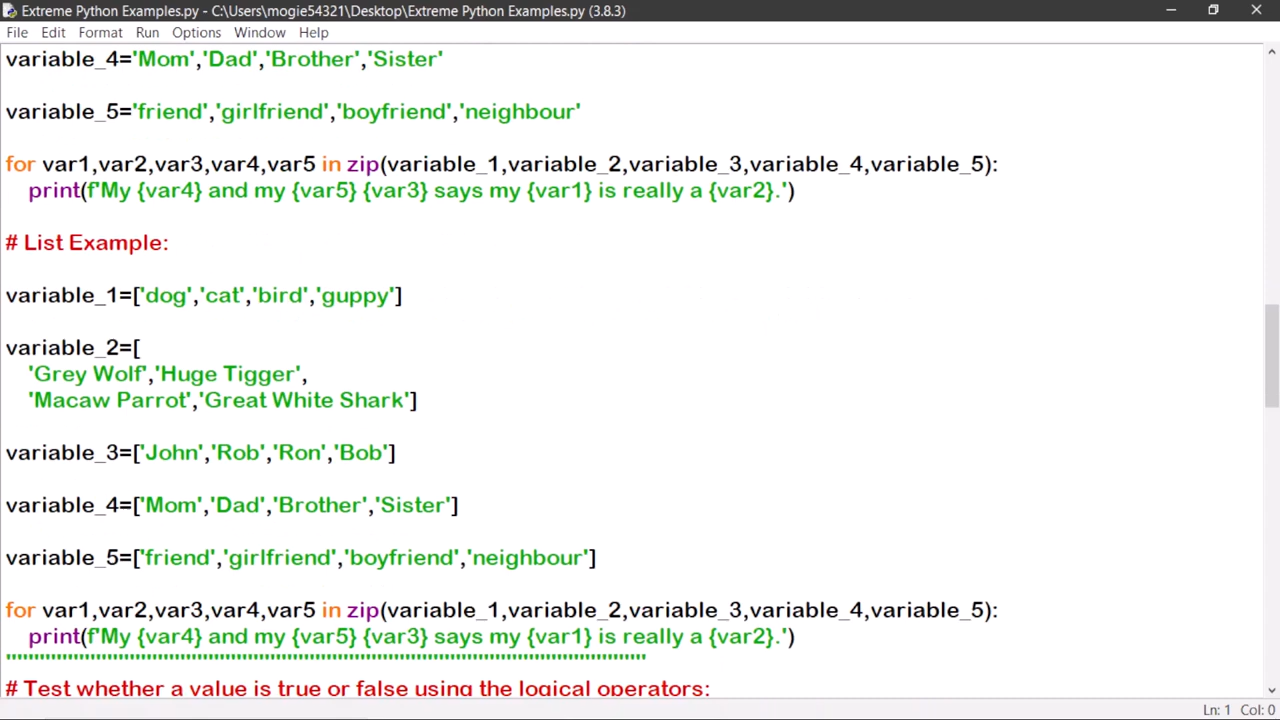 Extreme Python Examples.py - C:\Users\mogie54321\Desktop\Extreme Python Examples.py (3.8.3)
File Edit Format Run Options Window Help
variable_4='Mom','Dad','Brother','Sister'
variable_5='friend','girlfriend','boyfriend','neighbour'
for var1,var2,var3,var4,var5 in zip(variable_1,variable_2,variable_3,variable_4,variable_5):
    print(f'My {var4} and my {var5} {var3} says my {var1} is really a {var2}.')
# List Example:
variable_1=['dog','cat','bird','guppy']
variable_2=[
    'Grey Wolf','Huge Tigger',
    'Macaw Parrot','Great White Shark']
variable_3=['John','Rob','Ron','Bob']
variable_4=['Mom','Dad','Brother','Sister']
variable_5=['friend','girlfriend','boyfriend','neighbour']
for var1,var2,var3,var4,var5 in zip(variable_1,variable_2,variable_3,variable_4,variable_5):
    print(f'My {var4} and my {var5} {var3} says my {var1} is really a {var2}.')
# Test whether a value is true or false using the logical operators:
Ln: 1 Col: 0